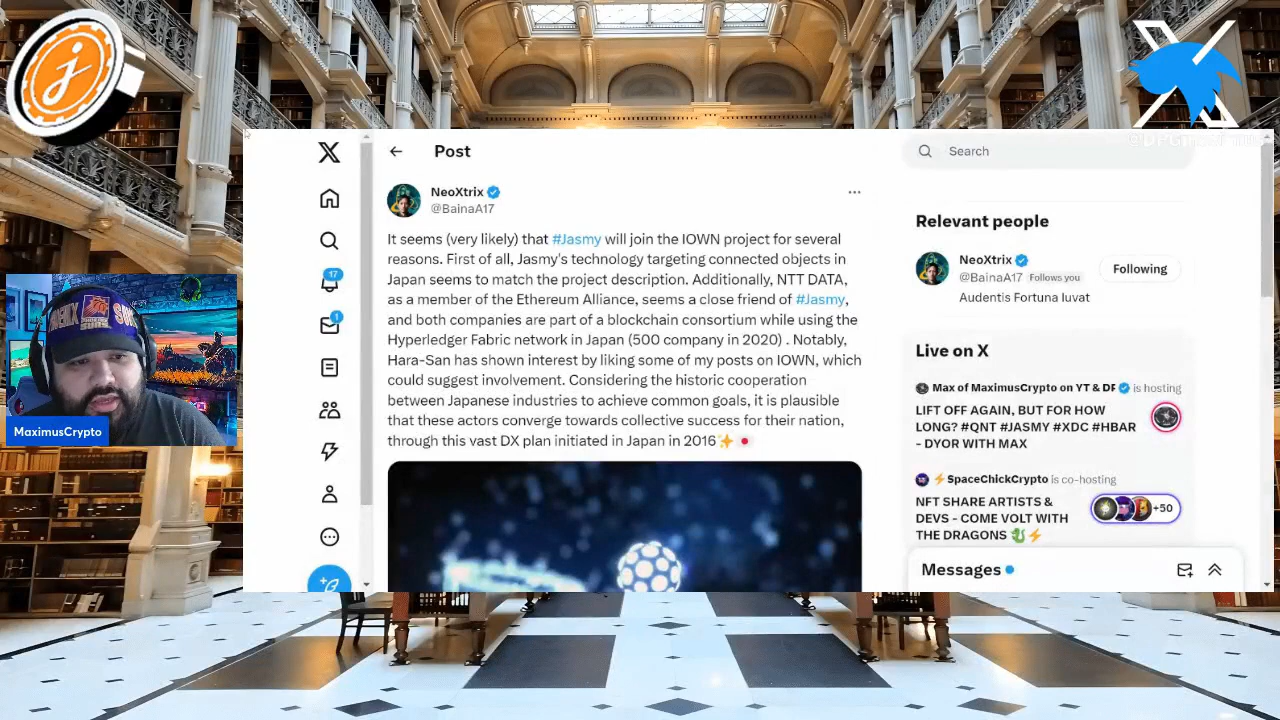 Post
Search
NeoXtrix
@BainaA17
It seems (very likely) that #Jasmy will join the IOWN project for several
reasons. First of all, Jasmy's technology targeting connected objects in
Japan seems to match the project description. Additionally, NTT DATA,
as a member of the Ethereum Alliance, seems a close friend of #Jasmy,
and both companies are part of a blockchain consortium while using the
Hyperledger Fabric network in Japan (500 company in 2020) . Notably,
Hara-San has shown interest by liking some of my posts on IOWN, which
could suggest involvement. Considering the historic cooperation
between Japanese industries to achieve common goals, it is plausible
that these actors converge towards collective success for their nation,
through this vast DX plan initiated in Japan in 2016✨🇯🇵
17
1
Relevant people
NeoXtrix
@BainaA17 Follows you
Following
Audentis Fortuna Iuvat
Live on X
Max of MaximusCrypto on YT & DF is hosting
LIFT OFF AGAIN, BUT FOR HOW
LONG? #QNT #JASMY #XDC #HBAR
- DYOR WITH MAX
⚡SpaceChickCrypto is co-hosting
NFT SHARE ARTISTS &
DEVS - COME VOLT WITH
THE DRAGONS 🐉⚡
+50
Messages
MaximusCrypto